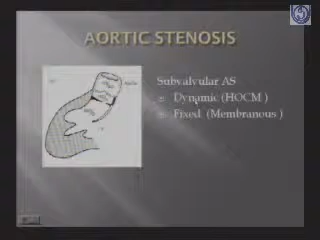 AORTIC STENOSIS
Subvalvular AS
Dynamic (HOCM )
Fixed (Membranous )